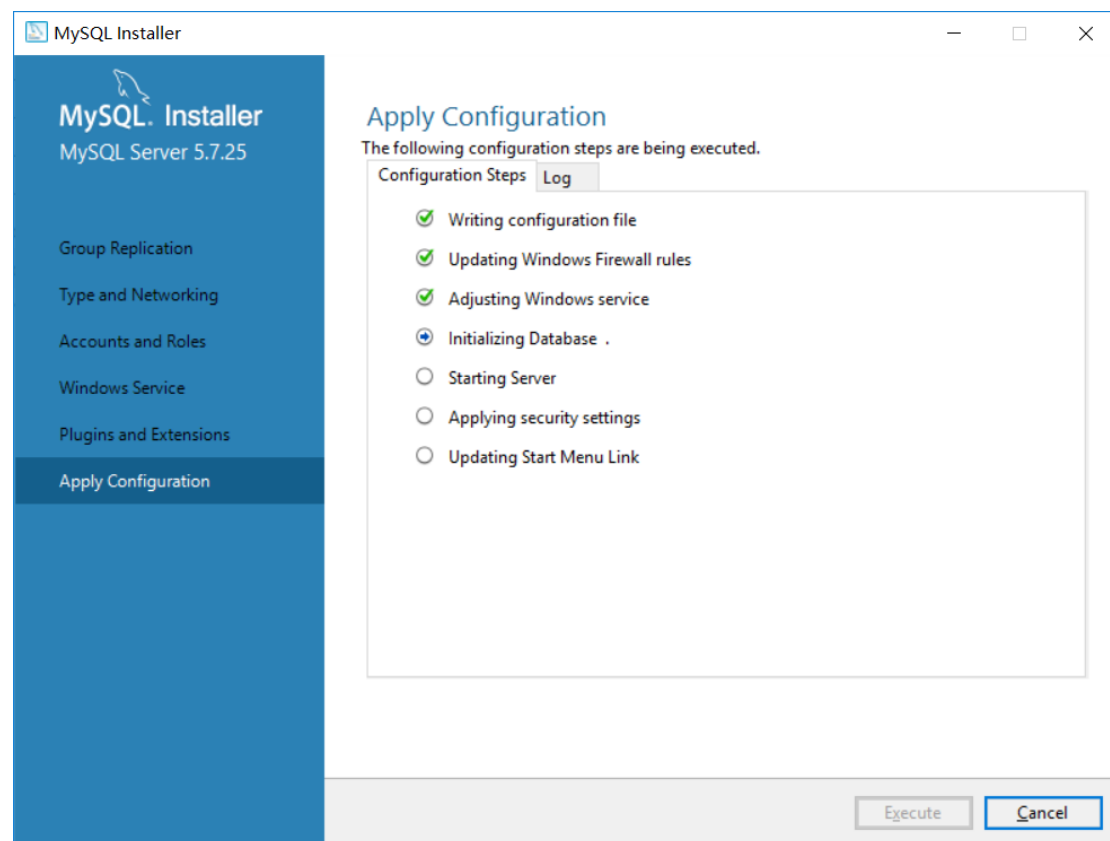 MySQL Installer
MySQL. Installer
MySQL Server 5.7.25
Group Replication
Type and Networking
Accounts and Roles
Windows Service
Plugins and Extensions
Apply Configuration
Apply Configuration
The following configuration steps are being executed.
Configuration Steps Log
Writing configuration file
Updating Windows Firewall rules
Adjusting Windows service
Initializing Database .
Starting Server
Applying security settings
Updating Start Menu Link
Execute Cancel